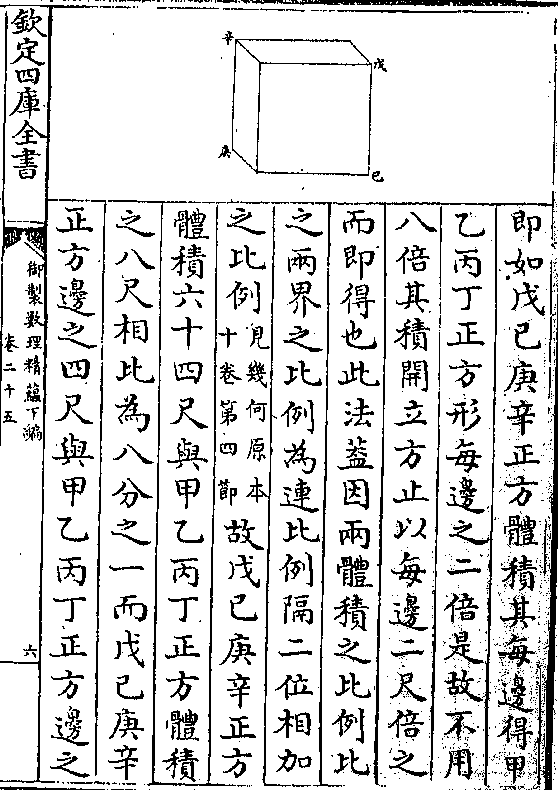 辛
戊
庚
己
即如戊己庚辛正方體積其每邊得甲
乙丙丁正方形每邊之二倍是故不用
八倍其積開立方止以每邊二尺倍之
而即得也此法葢因兩體積之比例比
之兩界之比例為連比例隔二位相加
之比例見幾何原本十卷第四節故戊己庚辛正方
體積六十四尺與甲乙丙丁正方體積
之八尺相比為八分之一而戊己庚辛
正方邊之四尺與甲乙丙丁正方邊之
欽定四庫全書
御製數理精藴下編
卷二十五
六